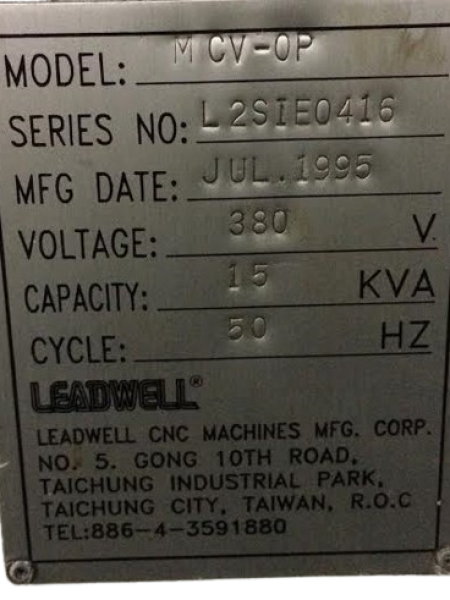 MODEL: MCV-OP
SERIES NO: L2SIE0416
MFG DATE: JUL.1995
VOLTAGE: 380 V.
CAPACITY: 15 KVA
CYCLE: 50 HZ
LEADWELL®
LEADWELL CNC MACHINES MFG. CORP.
NO. 5. GONG 10TH ROAD,
TAICHUNG INDUSTRIAL PARK,
TAICHUNG CITY, TAIWAN, R.O.C
TEL:886-4-3591880